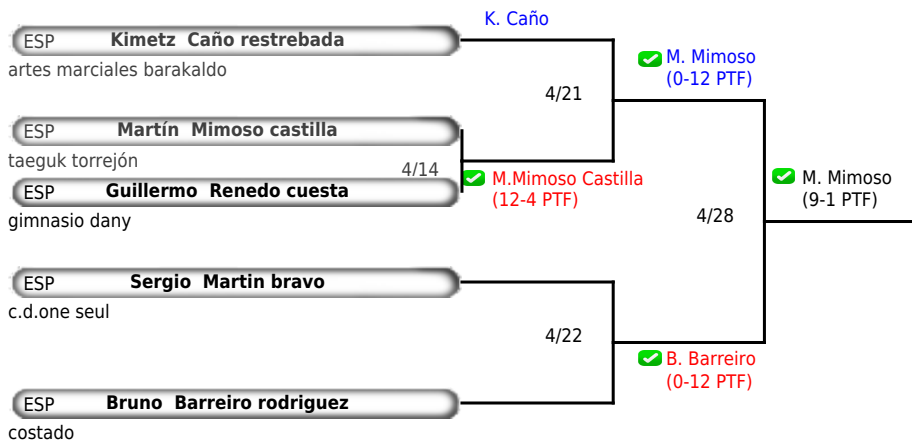 K. Caño
ESP Kimetz Caño restrebada
artes marciales barakaldo
M. Mimoso
(0-12 PTF)
4/21
ESP Martín Mimoso castilla
taeguk torrejón
4/14
M.Mimoso Castilla
(12-4 PTF)
ESP Guillermo Renedo cuesta
gimnasio dany
M. Mimoso
(9-1 PTF)
4/28
ESP Sergio Martin bravo
c.d.one seul
4/22
B. Barreiro
(0-12 PTF)
ESP Bruno Barreiro rodriguez
costado